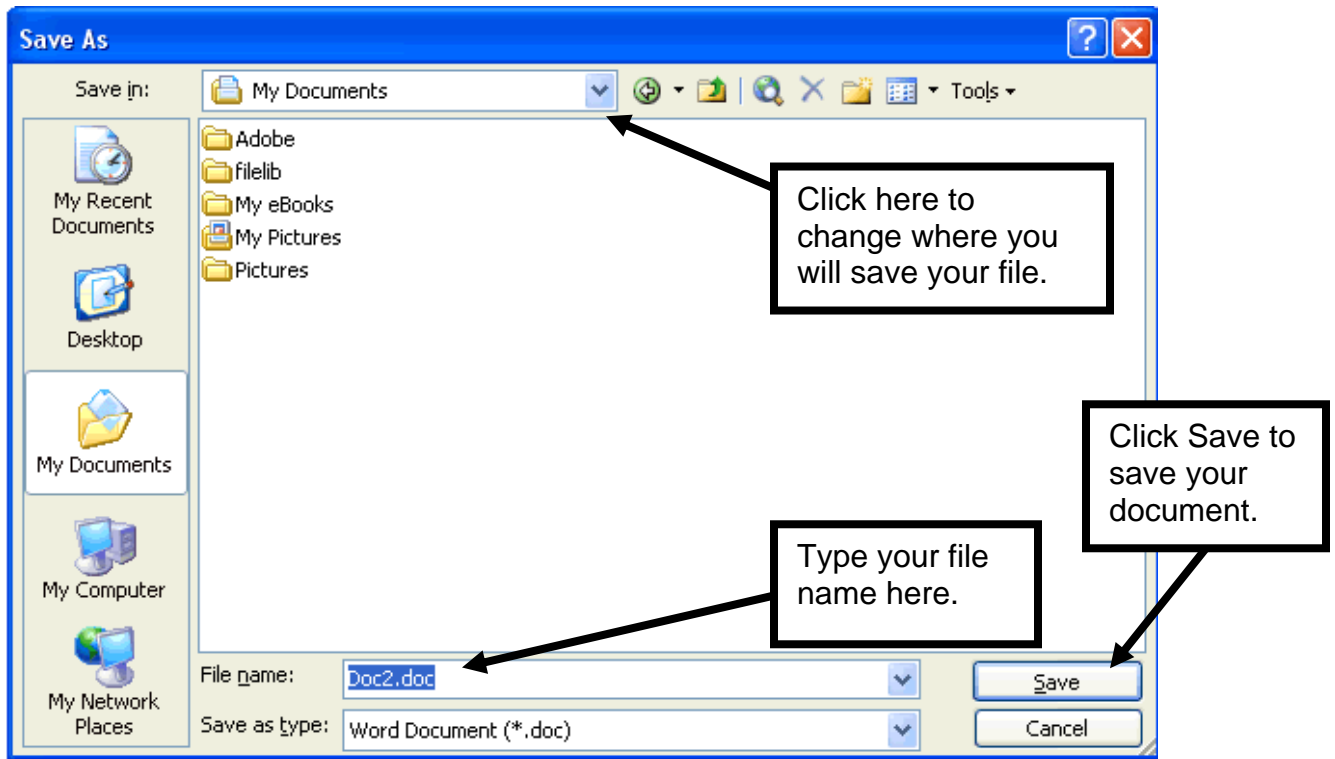 Save As
Save in:
My Documents
Tools
Adobe
filelib
My eBooks
My Pictures
Pictures
My Recent
Documents
Desktop
My Documents
My Computer
My Network
Places
Click here to
change where you
will save your file.
Click Save to
save your
document.
Type your file
name here.
File name:
Doc2.doc
Save
Save as type:
Word Document (*.doc)
Cancel